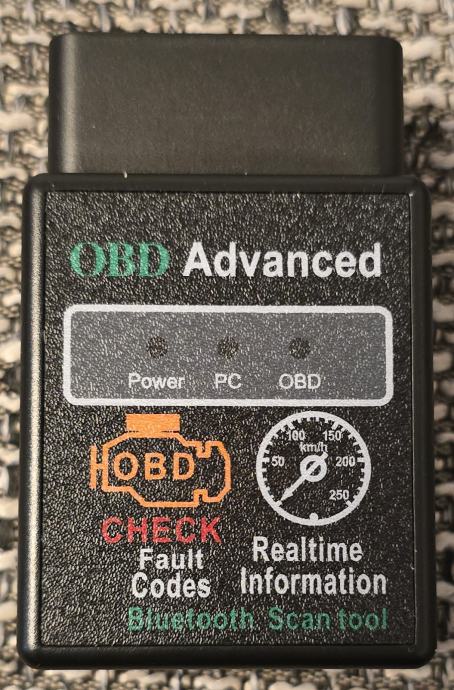 OBD Advanced
Power PC OBD
OBD
50 100 150 200 250
km/h
CHECK
Fault
Codes
Realtime
Information
Bluetooth Scan tool